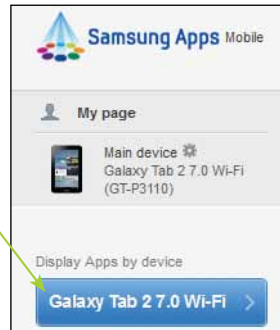 Samsung Apps Mobile
My page
Main device
Galaxy Tab 2 7.0 Wi-Fi
(GT-P3110)
Display Apps by device
Galaxy Tab 2 7.0 Wi-Fi